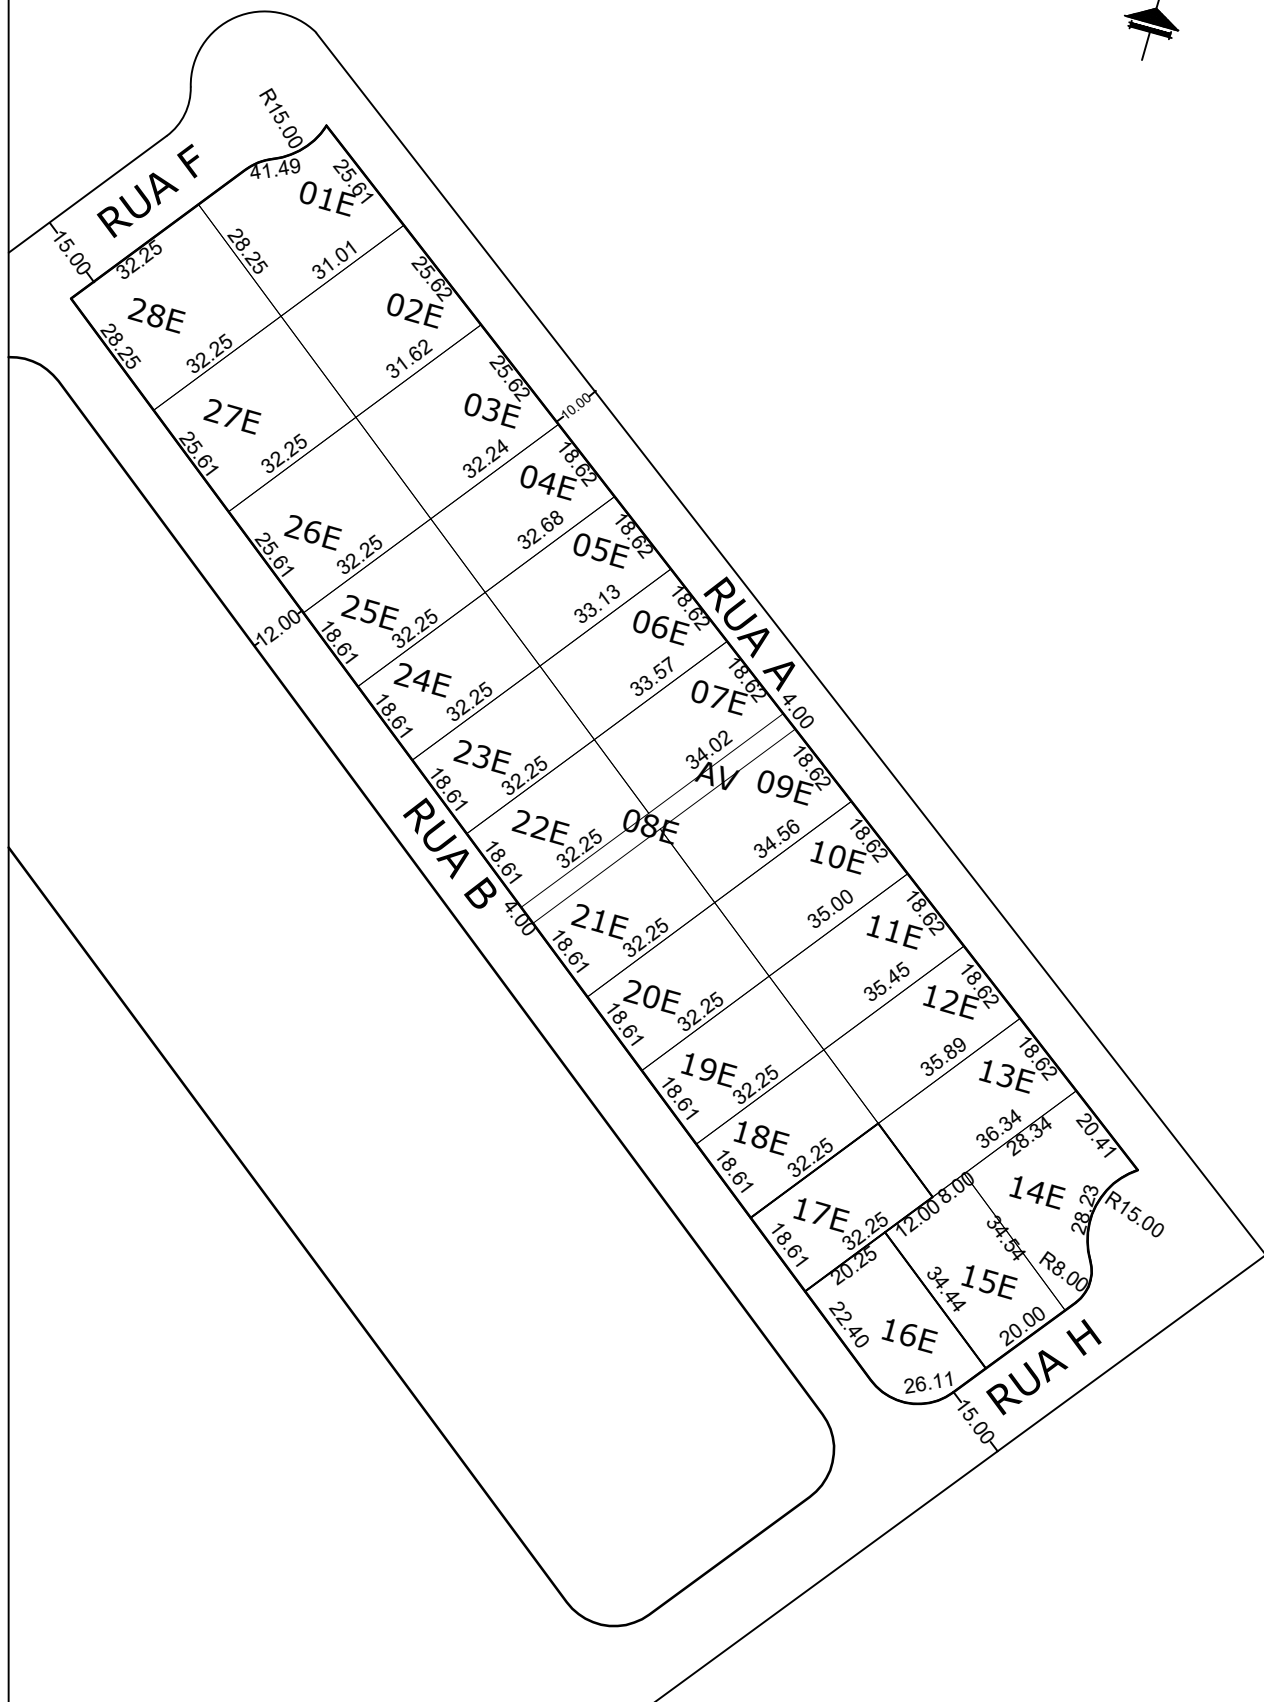 R15.00
RUA F
41.49
25.61
01E
15.00
32.25
28.25
31.01
25.62
02E
28E
28.25
32.25
31.62
25.62
03E
10.00
27E
25.61
32.25
32.24
18.62
04E
26E
25.61
32.25
32.68
18.62
05E
12.00
25E
18.61
32.25
33.13
18.62
06E
RUA A
24E
18.61
32.25
33.57
18.62
07E
4.00
23E
18.61
32.25
34.02
AV
18.62
09E
RUA B
22E
18.61
32.25
08E
34.56
18.62
10E
4.00
21E
18.61
32.25
35.00
18.62
11E
20E
18.61
32.25
35.45
18.62
12E
19E
18.61
32.25
35.89
18.62
13E
18E
18.61
32.25
36.34
28.34
20.41
17E
18.61
32.25
12.00
8.00
14E
28.23
R15.00
20.25
34.54
R8.00
22.40
16E
34.44
15E
20.00
26.11
RUA H
15.00